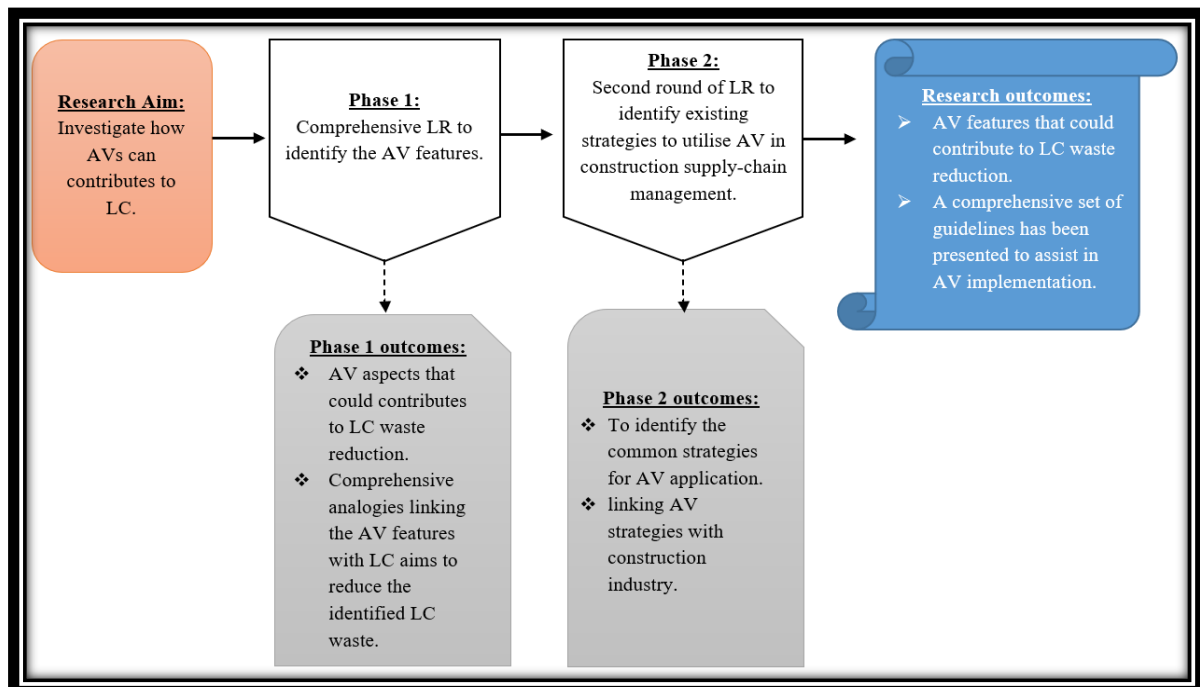 Research Aim:
Investigate how
AVs can
contributes to
LC.
Phase 1:
Comprehensive LR to
identify the AV features.
Phase 2:
Second round of LR to
identify existing
strategies to utilise AV in
construction supply-chain
management.
Research outcomes:
➢ AV features that could
contribute to LC waste
reduction.
➢ A comprehensive set of
guidelines has been
presented to assist in
AV implementation.
Phase 1 outcomes:
❖ AV aspects that
could contributes
to LC waste
reduction.
❖ Comprehensive
analogies linking
the AV features
with LC aims to
reduce the
identified LC
waste.
Phase 2 outcomes:
❖ To identify the
common strategies
for AV application.
❖ linking AV
strategies with
construction
industry.